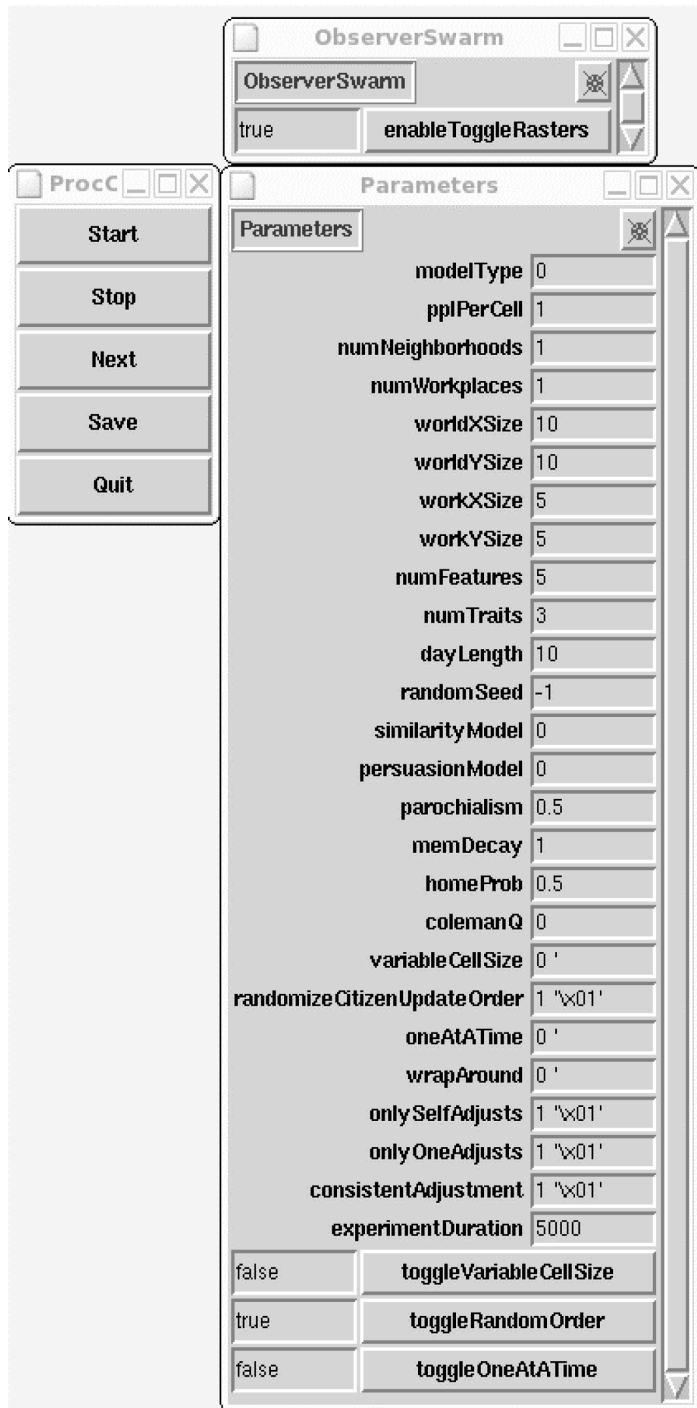 ObserverSwarm
ObserverSwarm
true enableToggleRasters
ProcC
Start
Stop
Next
Save
Quit
Parameters
Parameters
modelType 0
pplPerCell 1
numNeighborhoods 1
numWorkplaces 1
worldXSize 10
worldYSize 10
workXSize 5
workYSize 5
numFeatures 5
numTraits 3
dayLength 10
randomSeed -1
similarityModel 0
persuasionModel 0
parochialism 0.5
memDecay 1
homeProb 0.5
colemanQ 0
variableCellSize 0 '
randomizeCitizenUpdateOrder 1 '\x01'
oneAtATime 0 '
wrapAround 0 '
onlySelfAdjusts 1 '\x01'
onlyOneAdjusts 1 '\x01'
consistentAdjustment 1 '\x01'
experimentDuration 5000
false toggleVariableCellSize
true toggleRandomOrder
false toggleOneAtATime